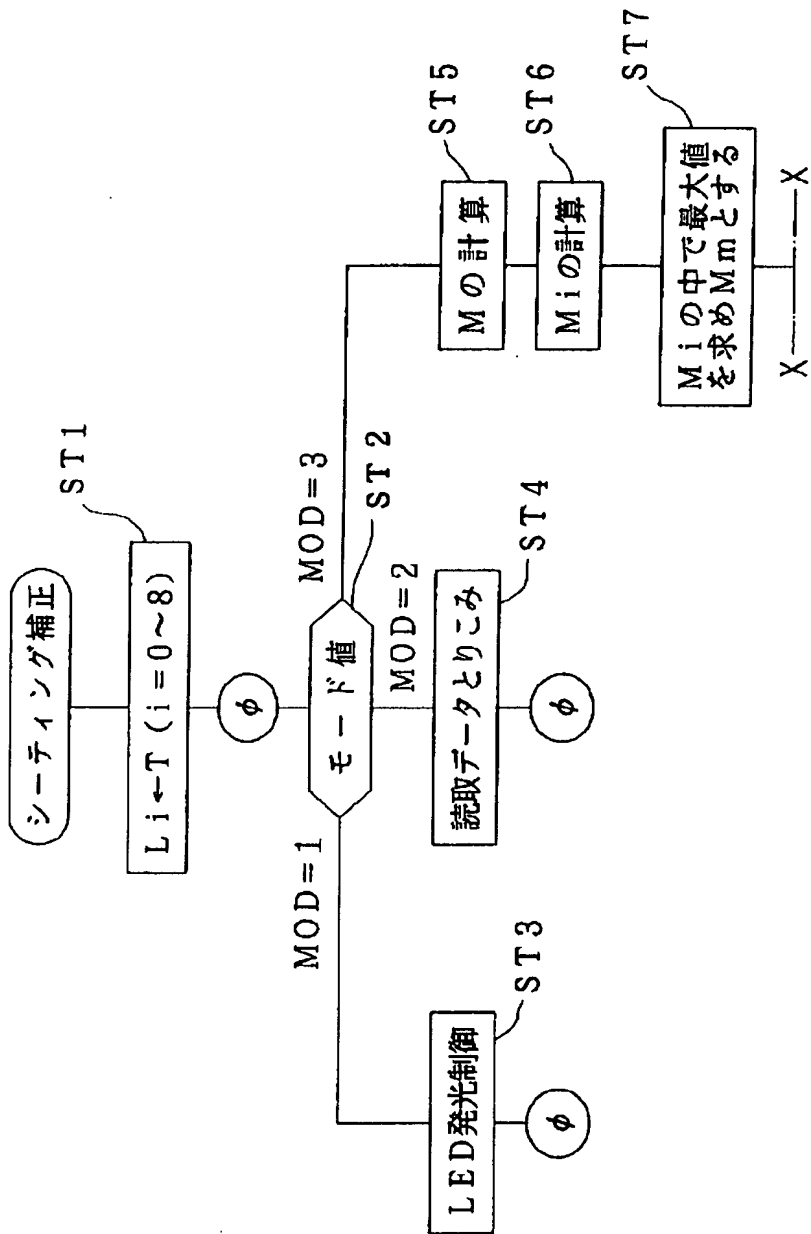 シーティング補正
Li←T (i=0～8)
ST1
φ
モード値
ST2
MOD=1
MOD=2
MOD=3
LED発光制御
ST3
φ
読取データとりこみ
ST4
φ
Mの計算
ST5
Miの計算
ST6
Miの中で最大値
を求めMmとする
ST7
X
X